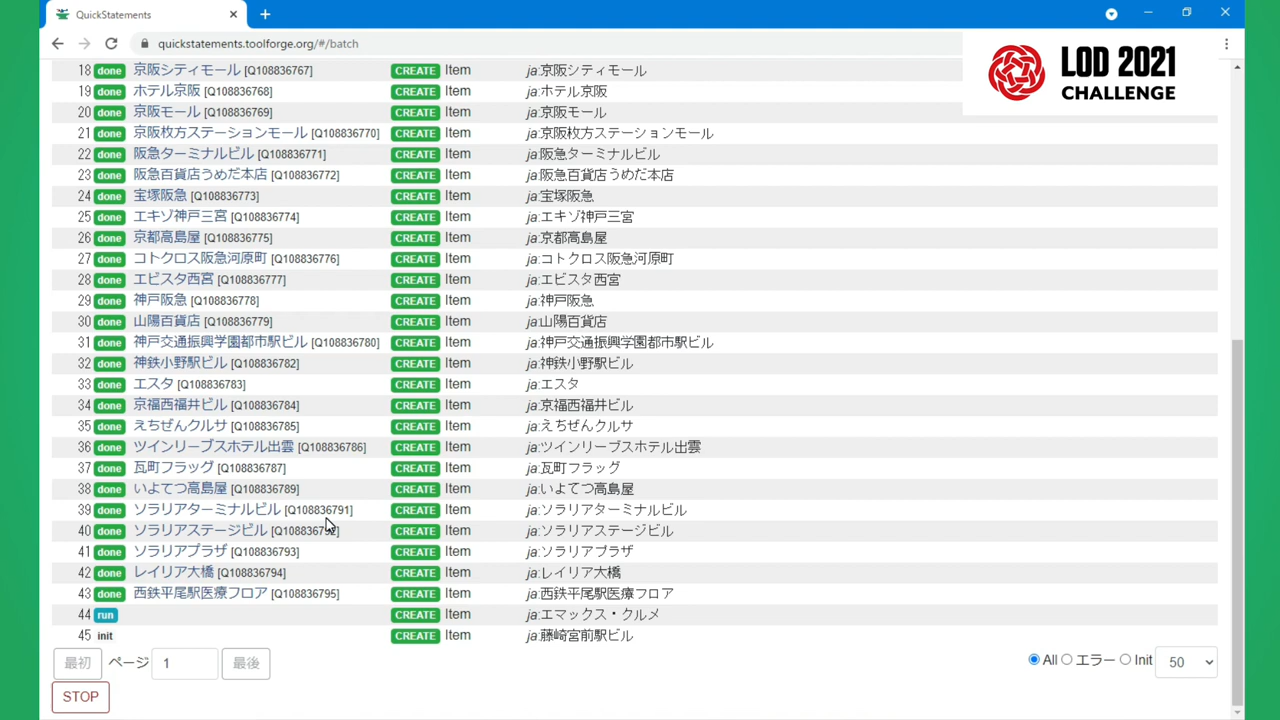 QuickStatements
quickstatements.toolforge.org/#/batch
LOD 2021
CHALLENGE
18 done 京阪シティモール [Q108836767] CREATE Item ja:京阪シティモール
19 done ホテル京阪 [Q108836768] CREATE Item ja:ホテル京阪
20 done 京阪モール [Q108836769] CREATE Item ja:京阪モール
21 done 京阪枚方ステーションモール [Q108836770] CREATE Item ja:京阪枚方ステーションモール
22 done 阪急ターミナルビル [Q108836771] CREATE Item ja:阪急ターミナルビル
23 done 阪急百貨店うめだ本店 [Q108836772] CREATE Item ja:阪急百貨店うめだ本店
24 done 宝塚阪急 [Q108836773] CREATE Item ja:宝塚阪急
25 done エキゾ神戸三宮 [Q108836774] CREATE Item ja:エキゾ神戸三宮
26 done 京都高島屋 [Q108836775] CREATE Item ja:京都高島屋
27 done コトクロス阪急河原町 [Q108836776] CREATE Item ja:コトクロス阪急河原町
28 done エビスタ西宮 [Q108836777] CREATE Item ja:エビスタ西宮
29 done 神戸阪急 [Q108836778] CREATE Item ja:神戸阪急
30 done 山陽百貨店 [Q108836779] CREATE Item ja:山陽百貨店
31 done 神戸交通振興学園都市駅ビル [Q108836780] CREATE Item ja:神戸交通振興学園都市駅ビル
32 done 神鉄小野駅ビル [Q108836782] CREATE Item ja:神鉄小野駅ビル
33 done エスタ [Q108836783] CREATE Item ja:エスタ
34 done 京福西福井ビル [Q108836784] CREATE Item ja:京福西福井ビル
35 done えちぜんクルサ [Q108836785] CREATE Item ja:えちぜんクルサ
36 done ツインリーブスホテル出雲 [Q108836786] CREATE Item ja:ツインリーブスホテル出雲
37 done 瓦町フラッグ [Q108836787] CREATE Item ja:瓦町フラッグ
38 done いよてつ高島屋 [Q108836789] CREATE Item ja:いよてつ高島屋
39 done ソラリアターミナルビル [Q108836791] CREATE Item ja:ソラリアターミナルビル
40 done ソラリアステージビル [Q108836792] CREATE Item ja:ソラリアステージビル
41 done ソラリアプラザ [Q108836793] CREATE Item ja:ソラリアプラザ
42 done レイリア大橋 [Q108836794] CREATE Item ja:レイリア大橋
43 done 西鉄平尾駅医療フロア [Q108836795] CREATE Item ja:西鉄平尾駅医療フロア
44 run CREATE Item ja:エマックス・クルメ
45 init CREATE Item ja:藤崎宮前駅ビル
最初 ページ 1 最後 All エラー Init 50
STOP